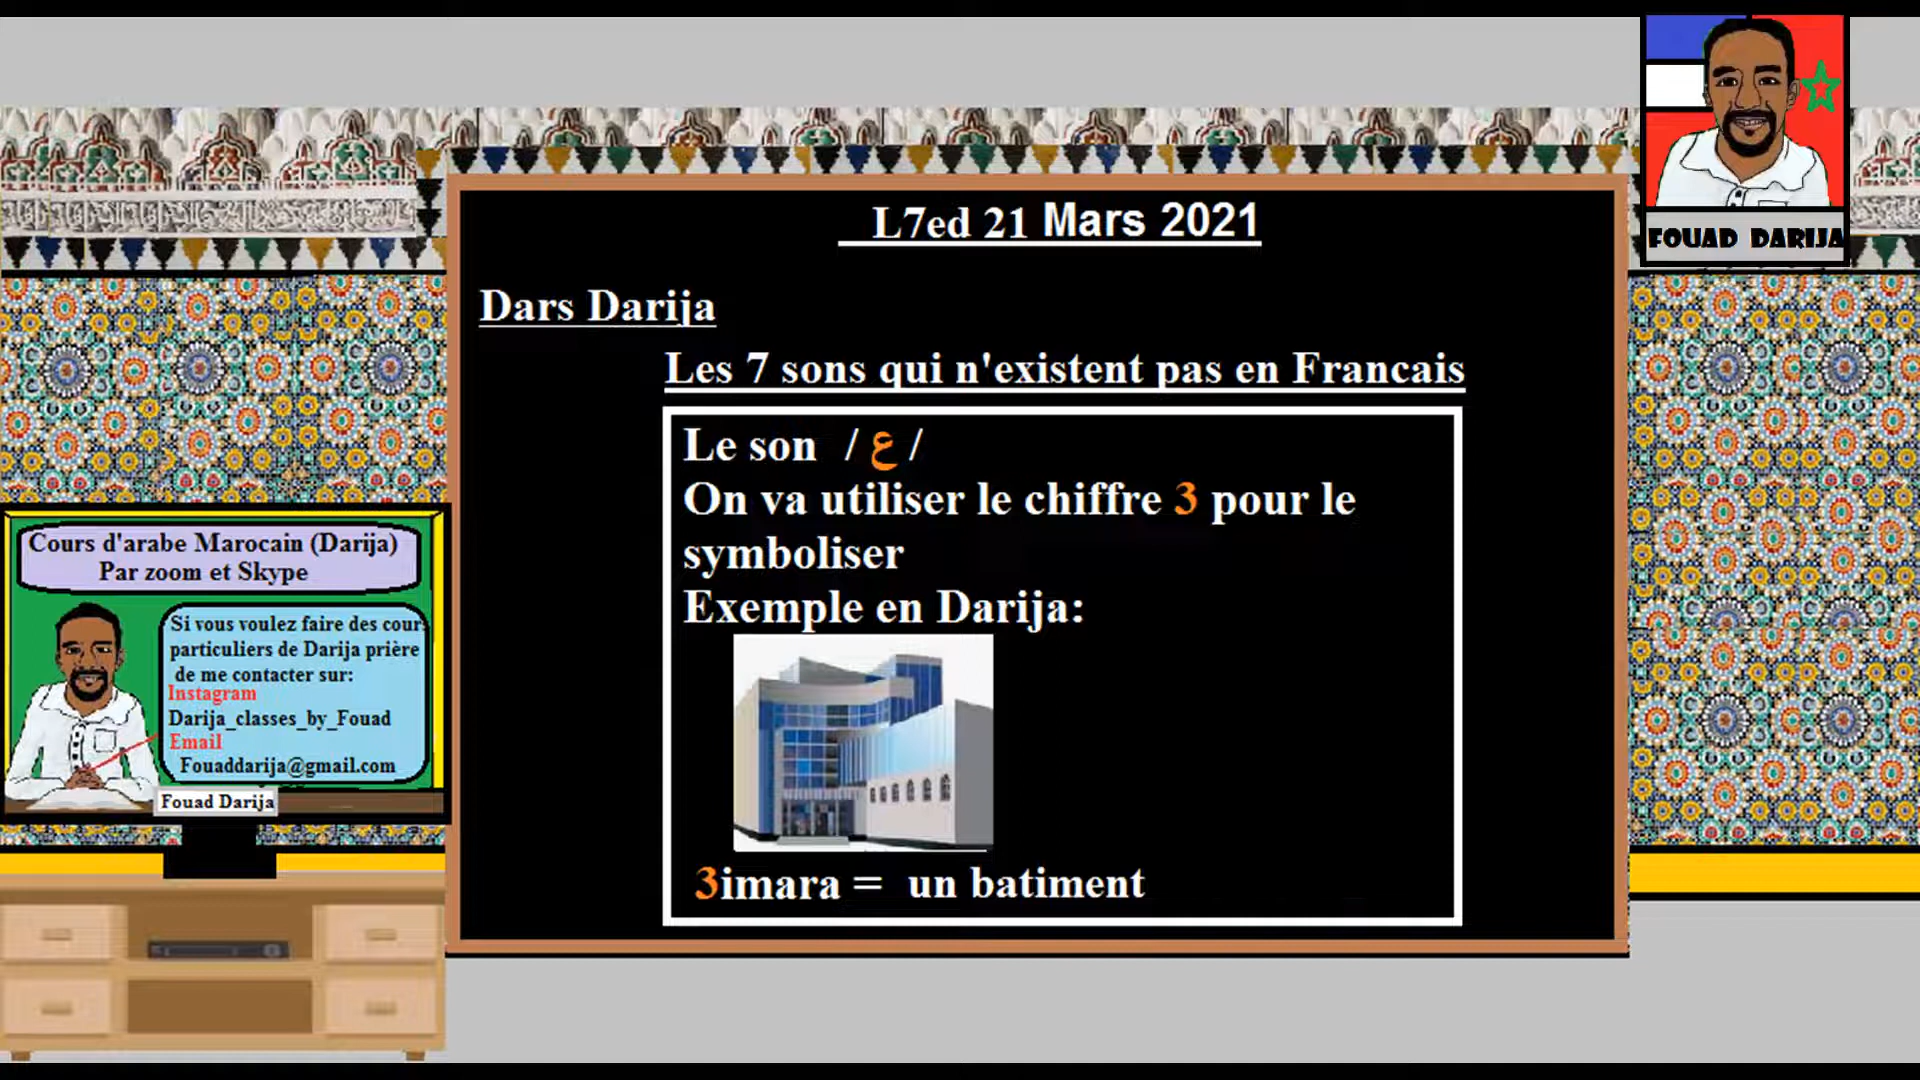 FOUAD DARIJA
L7ed 21 Mars 2021
Dars Darija
Les 7 sons qui n'existent pas en Francais
Le son / ع /
On va utiliser le chiffre 3 pour le
symboliser
Exemple en Darija:
3imara = un batiment
Cours d'arabe Marocain (Darija)
Par zoom et Skype
Si vous voulez faire des cours
particuliers de Darija prière
de me contacter sur:
Instagram
Darija_classes_by_Fouad
Email
Fouaddarija@gmail.com
Fouad Darija